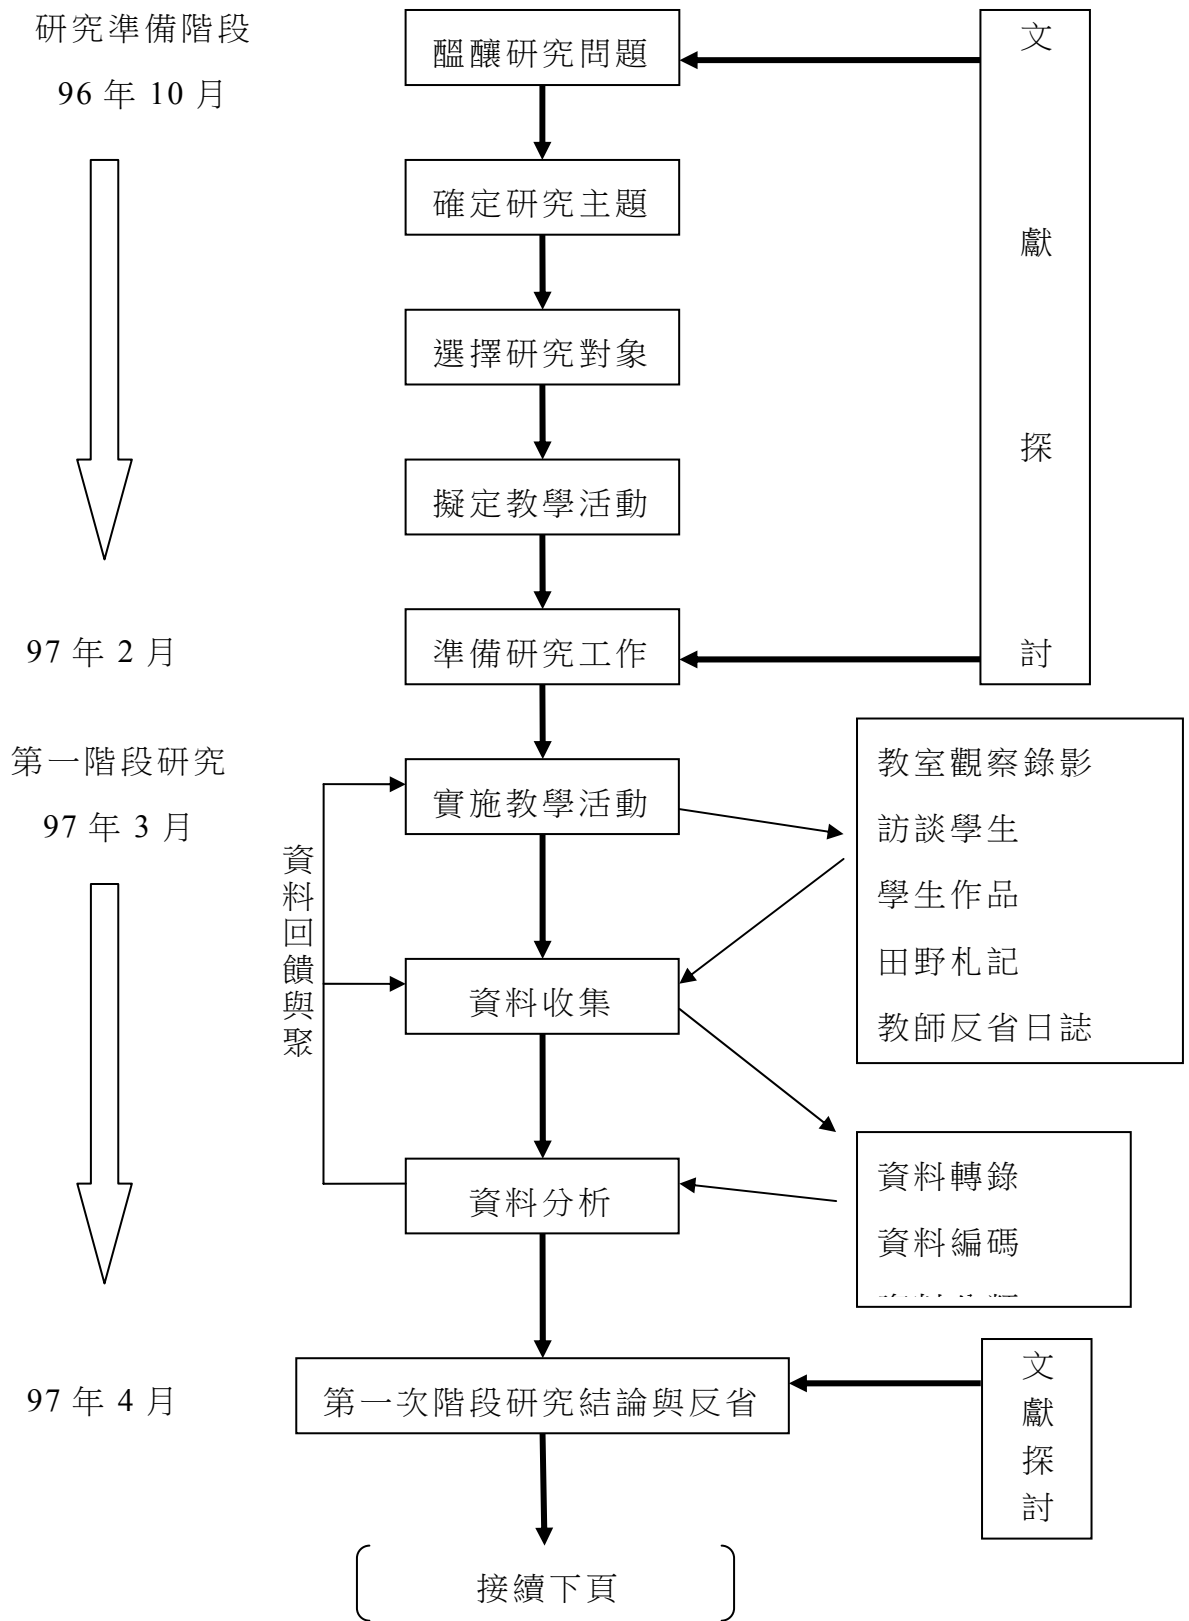 研究準備階段
96 年 10 月
97 年 2 月
醞釀研究問題
確定研究主題
選擇研究對象
擬定教學活動
準備研究工作
文獻探討
第一階段研究
97 年 3 月
97 年 4 月
實施教學活動
資料收集
資料分析
資料回饋與聚
教室觀察錄影
訪談學生
學生作品
田野札記
教師反省日誌
資料轉錄
資料編碼
第一次階段研究結論與反省
文獻探討
接續下頁